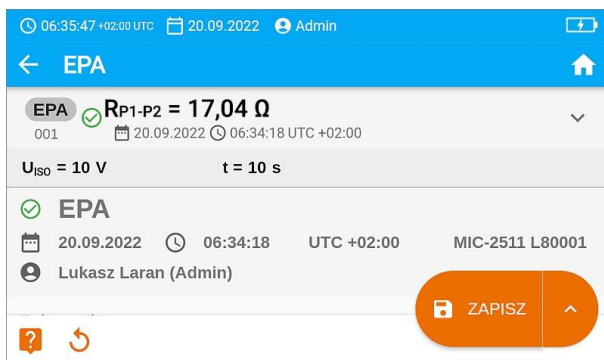 06:35:47 +02:00 UTC 20.09.2022 Admin
EPA
EPA RP1-P2 = 17,04 Ω
001 20.09.2022 06:34:18 UTC +02:00
UISO = 10 V t = 10 s
EPA
20.09.2022 06:34:18 UTC +02:00 MIC-2511 L80001
Lukasz Laran (Admin)
ZAPISZ